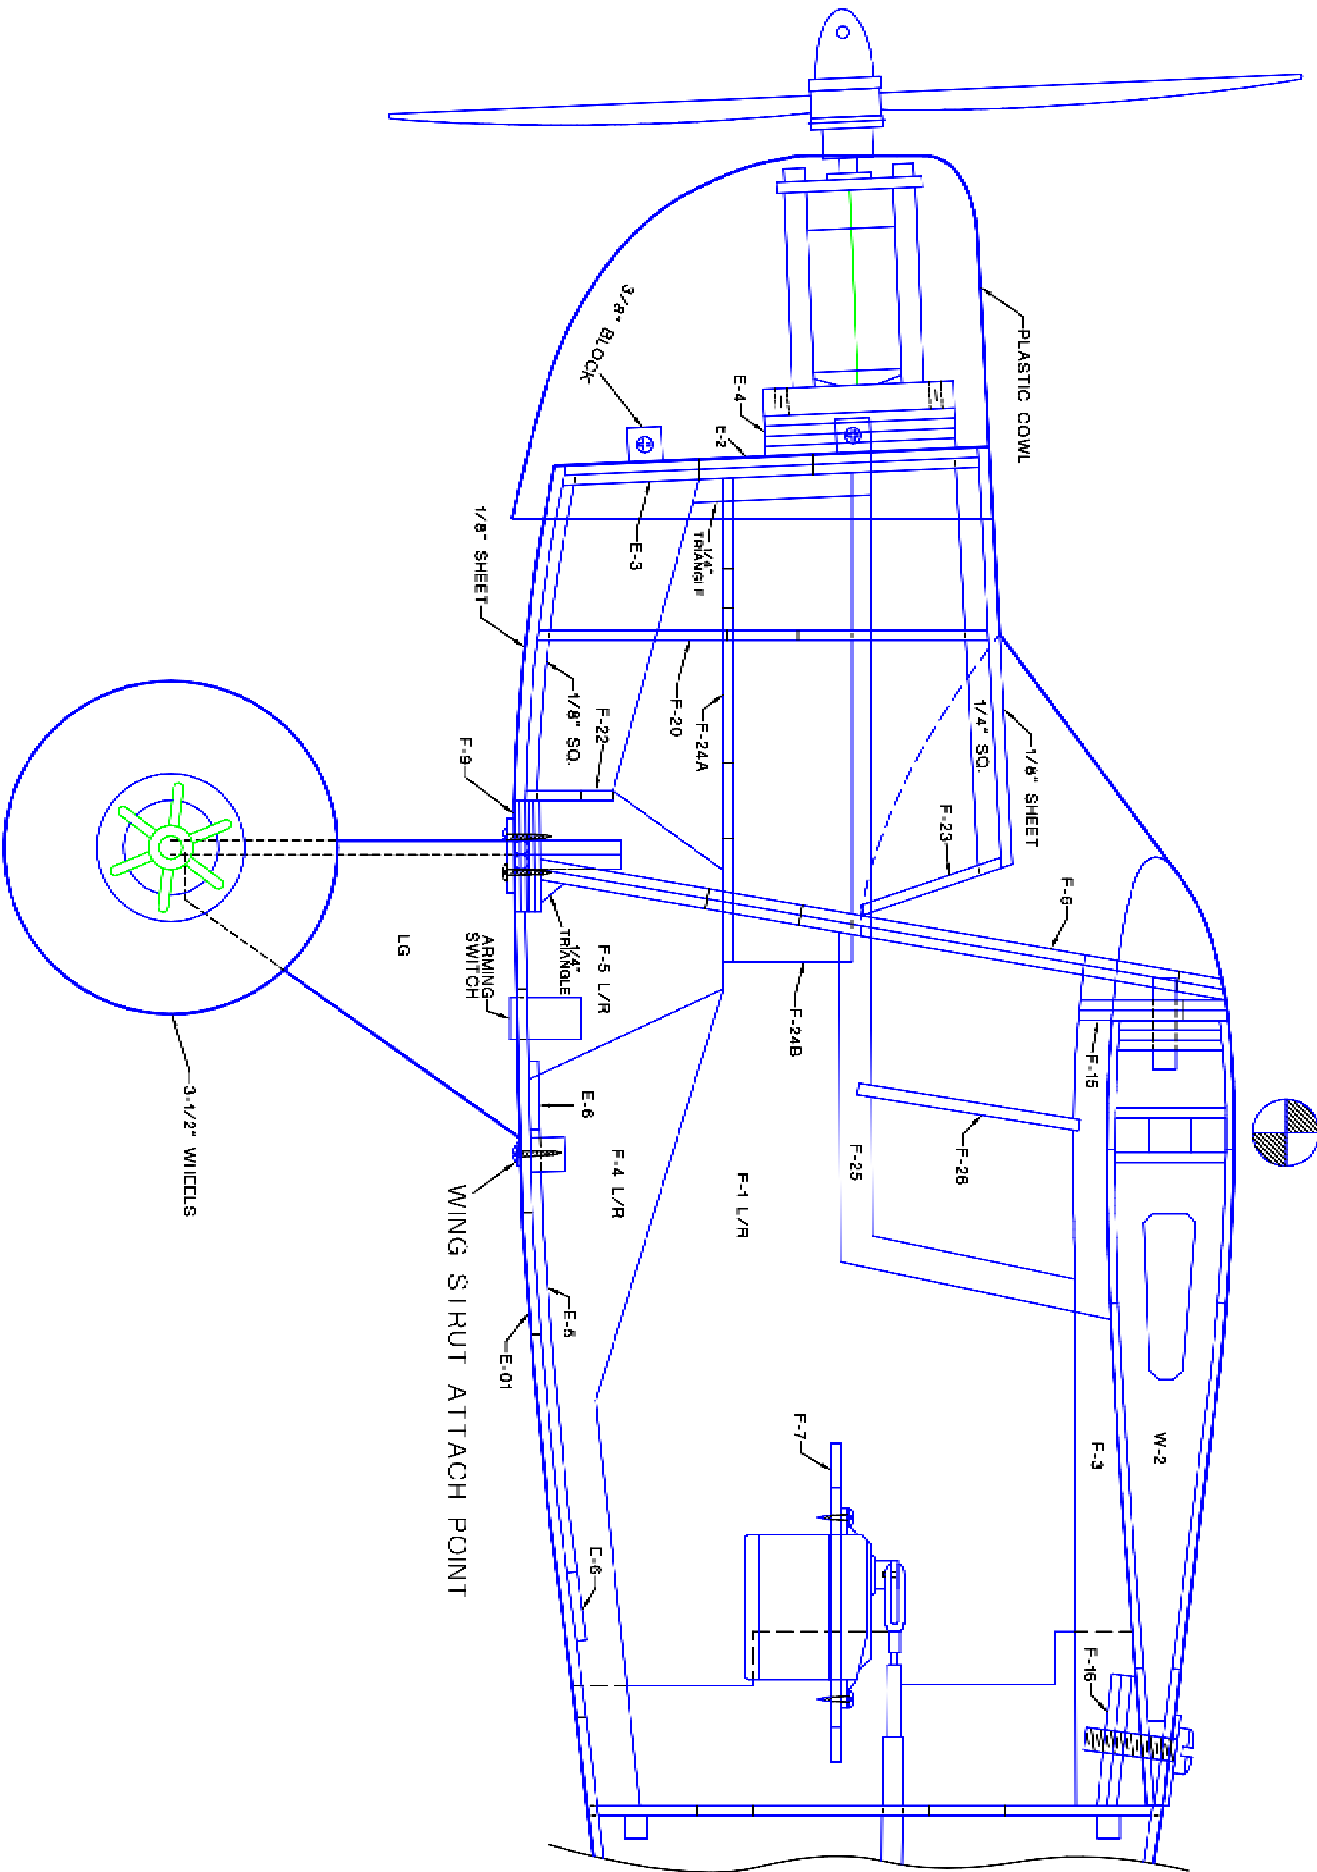 PLASTIC COWL
3/8" BLOCK
E-4
E-2
E-3
1/4"
TRIANGLE
1/8" SHEET
1/8" SQ.
F-22
F-20
F-24A
1/4" SQ.
1/8" SHEET
F-23
F-9
F-6
LG
ARMING
SWITCH
1/4"
TRIANGLE
F-5 L/R
F-24B
F-15
3-1/2" WHEELS
E-6
F-4 L/R
F-1 L/R
F-25
F-26
WING STRUT ATTACH POINT
E-5
E-01
F-7
F-3
W-2
E-6
F-16